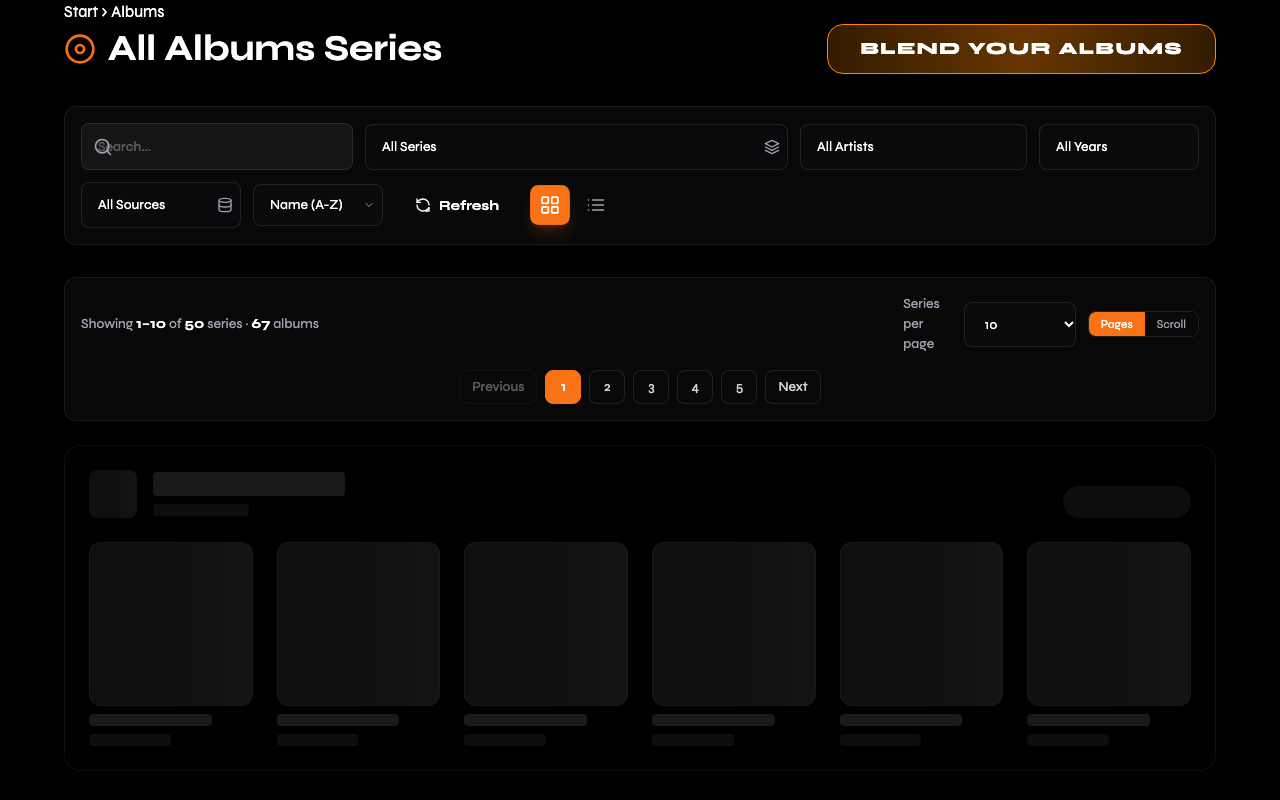 Start › Albums
All Albums Series
BLEND YOUR ALBUMS
Search...
All Series
All Artists
All Years
All Sources
Name (A-Z)
Refresh
Showing 1–10 of 50 series · 67 albums
Series
per
page
10
Pages
Scroll
Previous
1
2
3
4
5
Next